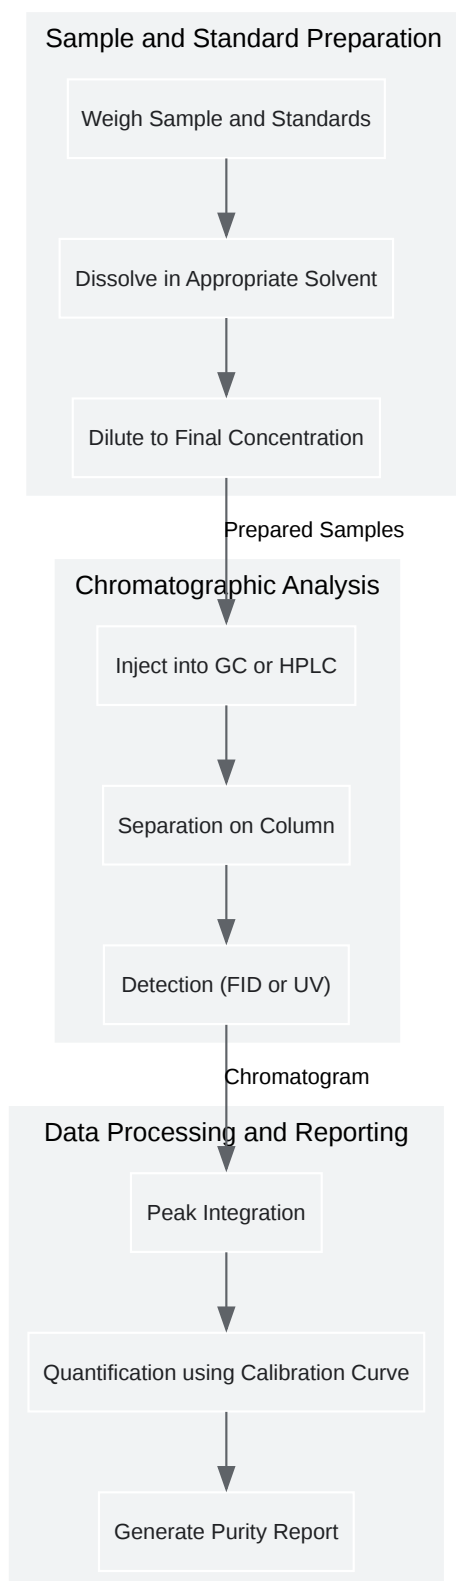 Sample and Standard Preparation
Weigh Sample and Standards
Dissolve in Appropriate Solvent
Dilute to Final Concentration
Prepared Samples
Chromatographic Analysis
Inject into GC or HPLC
Separation on Column
Detection (FID or UV)
Chromatogram
Data Processing and Reporting
Peak Integration
Quantification using Calibration Curve
Generate Purity Report